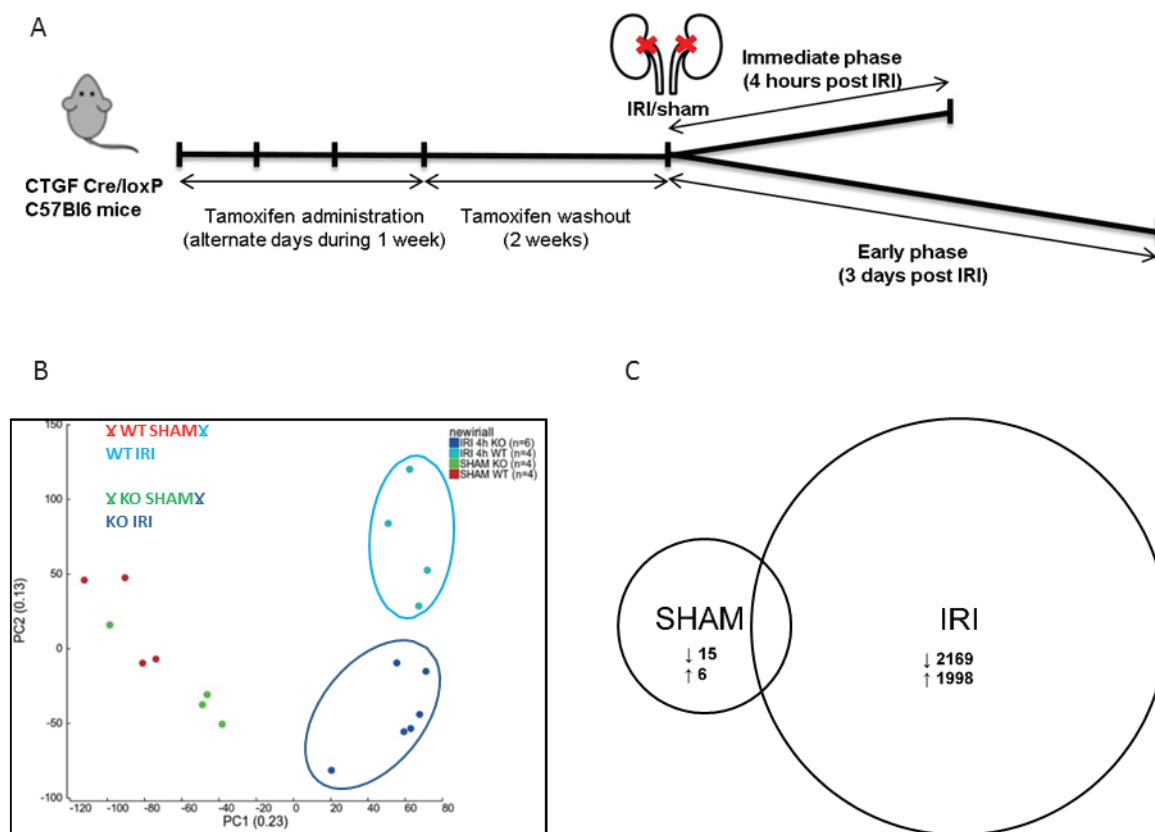 A
IRI/sham
Immediate phase
(4 hours post IRI)
CTGF Cre/loxP
C57Bl6 mice
Tamoxifen administration
(alternate days during 1 week)
Tamoxifen washout
(2 weeks)
Early phase
(3 days post IRI)
B
WT SHAM
WT IRI
KO SHAM
KO IRI
newiriall
IRI 4h KO (n=6)
IRI 4h WT (n=4)
SHAM KO (n=4)
SHAM WT (n=4)
150
100
50
0
-50
-100
PC2 (0.13)
-120 -100 -80 -60 -40 -20 0 20 40 60 80
PC1 (0.23)
C
SHAM
↓ 15
↑ 6
IRI
↓ 2169
↑ 1998